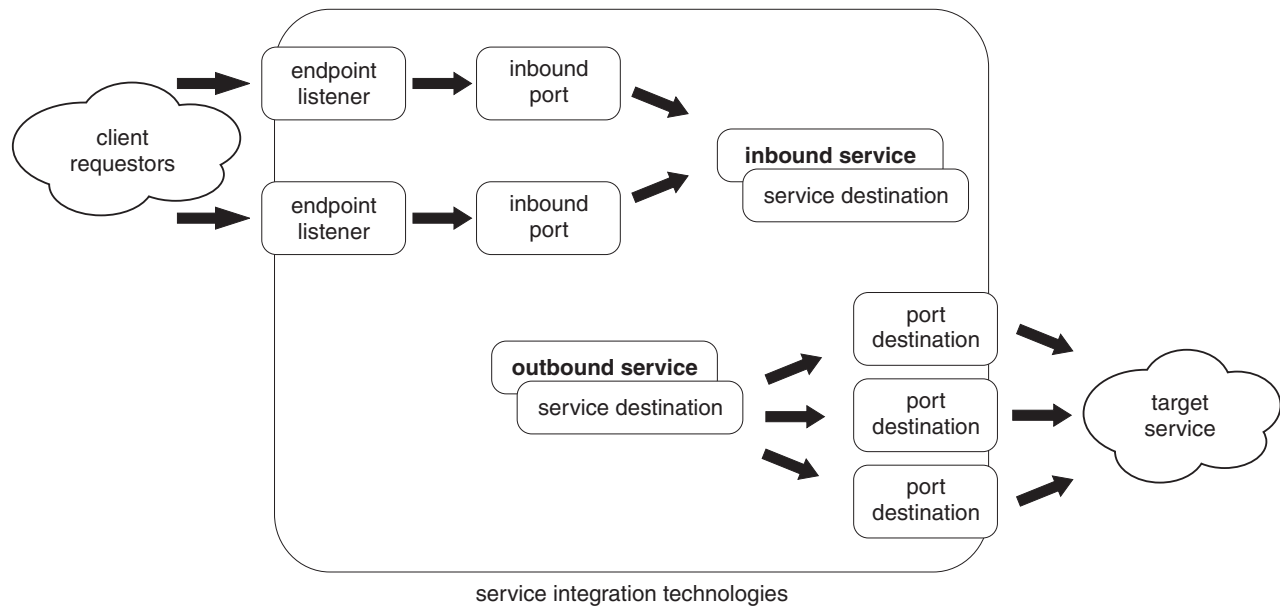 client
requestors
endpoint
listener
inbound
port
endpoint
listener
inbound
port
inbound service
service destination
outbound service
service destination
port
destination
port
destination
port
destination
target
service
service integration technologies